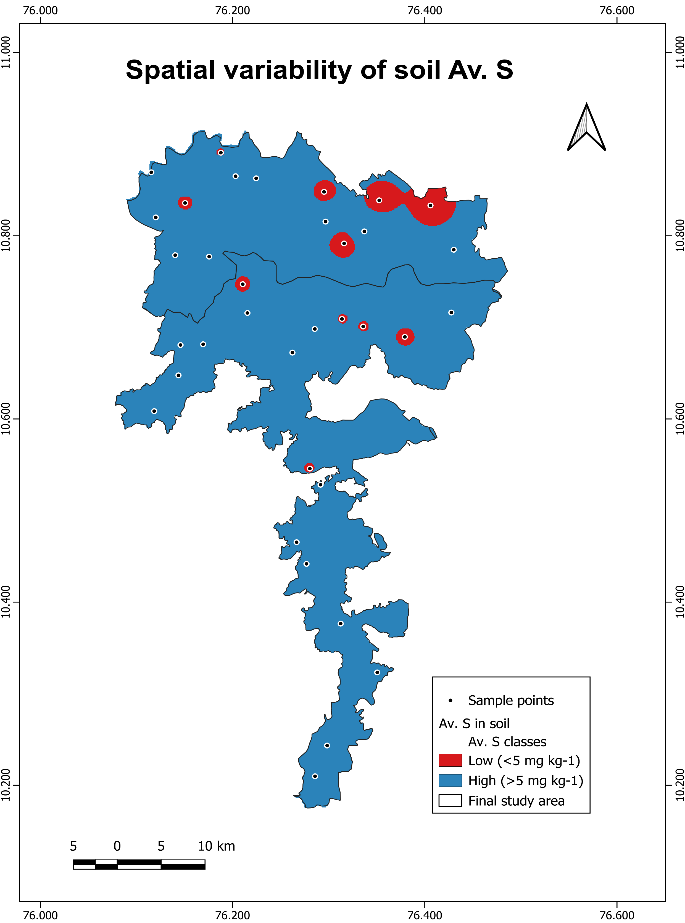 76.000 76.200 76.400 76.600
Spatial variability of soil Av. S
11.000 11.000
10.800 10.800
10.600 10.600
10.400 10.400
Sample points
Av. S in soil
Av. S classes
Low (<5 mg kg-1)
High (>5 mg kg-1)
Final study area
10.200 10.200
5 0 5 10 km
76.000 76.200 76.400 76.600